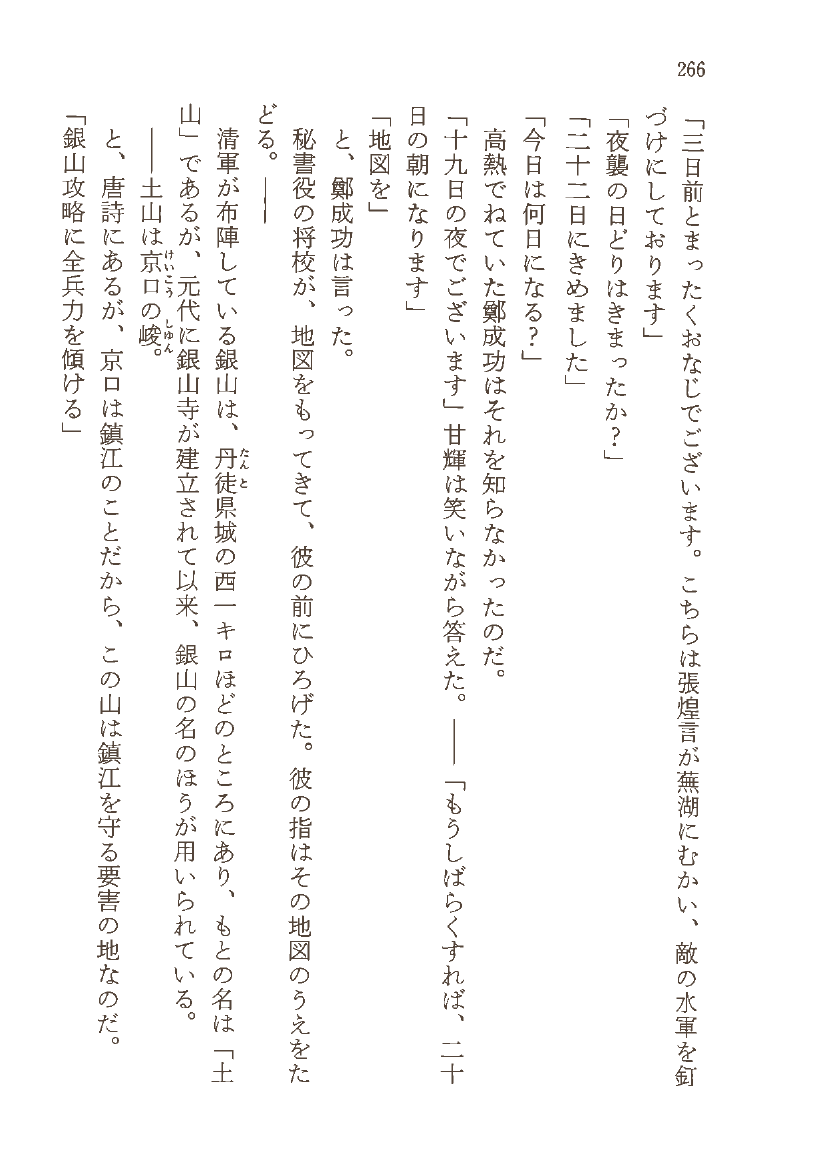 266
「三日前とまったくおなじでございます。こちらは張煌言が蕪湖にむかい、敵の水軍を釘
づけにしております」
「夜襲の日どりはきまったか？」
「二十二日にきめました」
「今日は何日になる？」
高熱でねていた鄭成功はそれを知らなかったのだ。
「十九日の夜でございます」甘輝は笑いながら答えた。――「もうしばらくすれば、二十
日の朝になります」
「地図を」
と、鄭成功は言った。
秘書役の将校が、地図をもってきて、彼の前にひろげた。彼の指はその地図のうえをた
どる。――
清軍が布陣している銀山は、丹徒県城の西一キロほどのところにあり、もとの名は「土
山」であるが、元代に銀山寺が建立されて以来、銀山の名のほうが用いられている。
――土山は京口の峻。
と、唐詩にあるが、京口は鎮江のことだから、この山は鎮江を守る要害の地なのだ。
「銀山攻略に全兵力を傾ける」